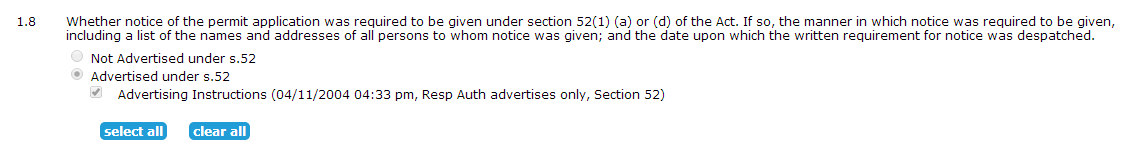 1.8 Whether notice of the permit application was required to be given under section 52(1) (a) or (d) of the Act. If so, the manner in which notice was required to be given,
including a list of the names and addresses of all persons to whom notice was given; and the date upon which the written requirement for notice was despatched.
Not Advertised under s.52
Advertised under s.52
Advertising Instructions (04/11/2004 04:33 pm, Resp Auth advertises only, Section 52)
select all clear all